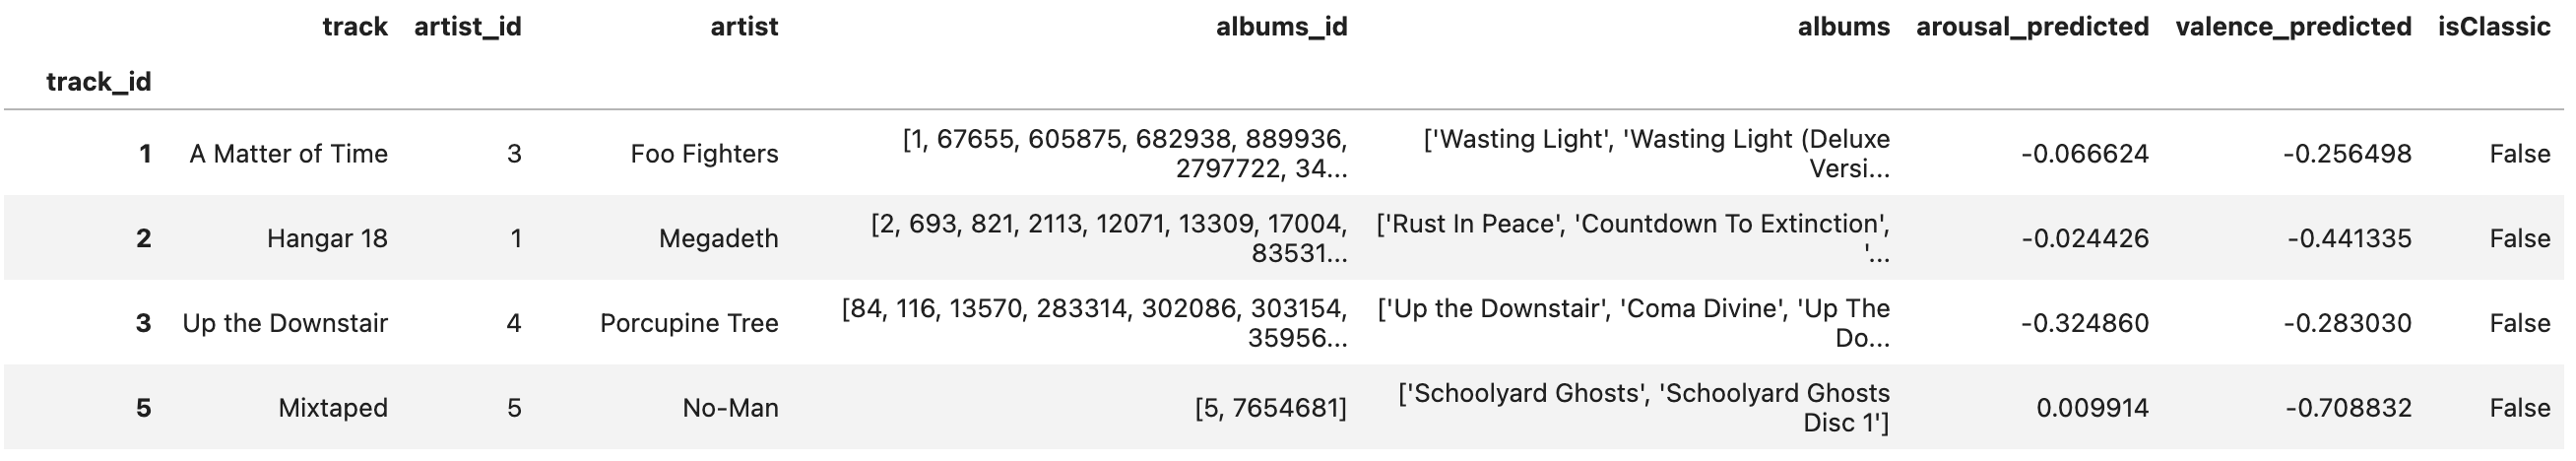 track artist_id artist albums_id albums arousal_predicted valence_predicted isClassic
track_id
1 A Matter of Time 3 Foo Fighters [1, 67655, 605875, 682938, 889936, ['Wasting Light', 'Wasting Light (Deluxe -0.066624 -0.256498 False
2797722, 34... Versi...
2 Hangar 18 1 Megadeth [2, 693, 821, 2113, 12071, 13309, 17004, ['Rust In Peace', 'Countdown To Extinction', -0.024426 -0.441335 False
83531... '...
3 Up the Downstair 4 Porcupine Tree [84, 116, 13570, 283314, 302086, 303154, ['Up the Downstair', 'Coma Divine', 'Up The -0.324860 -0.283030 False
35956... Do...
5 Mixtaped 5 No-Man [5, 7654681] ['Schoolyard Ghosts', 'Schoolyard Ghosts 0.009914 -0.708832 False
Disc 1']